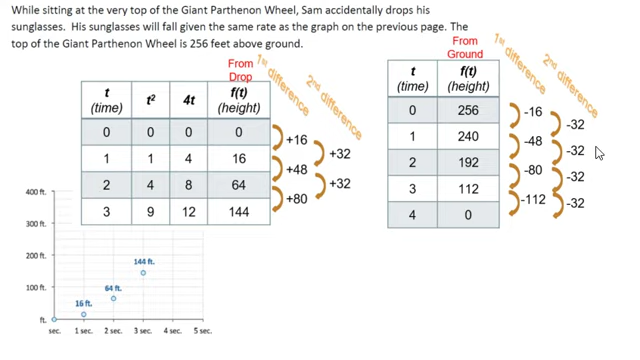 While sitting at the very top of the Giant Parthenon Wheel, Sam accidentally drops his
sunglasses. His sunglasses will fall given the same rate as the graph on the previous page. The
top of the Giant Parthenon Wheel is 256 feet above ground.
From
Drop
1st difference
2nd difference
t
(time)
t²
4t
f(t)
(height)
0 0 0 0
1 1 4 16
2 4 8 64
3 9 12 144
+16
+48
+80
+32
+32
From
Ground
1st difference
2nd difference
t
(time)
f(t)
(height)
0 256
1 240
2 192
3 112
4 0
-16
-48
-80
-112
-32
-32
-32
-32
400 ft.
300 ft.
200 ft.
100 ft.
ft.
16 ft.
64 ft.
144 ft.
sec. 1 sec. 2 sec. 3 sec. 4 sec. 5 sec.